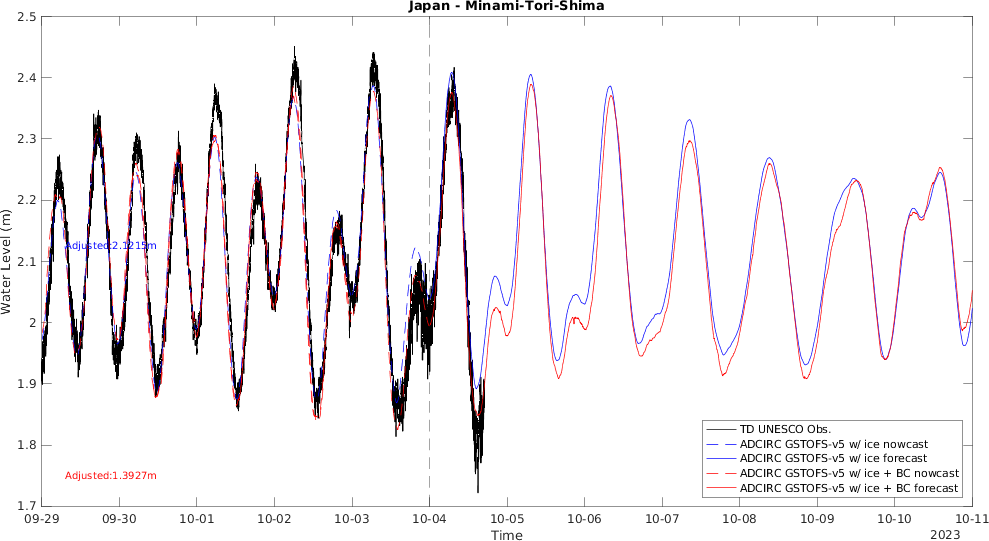 Japan - Minami-Tori-Shima
Water Level (m)
2.5
2.4
2.3
2.2
2.1
2
1.9
1.8
1.7
Adjusted:2.1215m
Adjusted:1.3927m
TD UNESCO Obs.
ADCIRC GSTOFS-v5 w/ ice nowcast
ADCIRC GSTOFS-v5 w/ ice forecast
ADCIRC GSTOFS-v5 w/ ice + BC nowcast
ADCIRC GSTOFS-v5 w/ ice + BC forecast
09-29 09-30 10-01 10-02 10-03 10-04 10-05 10-06 10-07 10-08 10-09 10-10 10-11
Time
2023